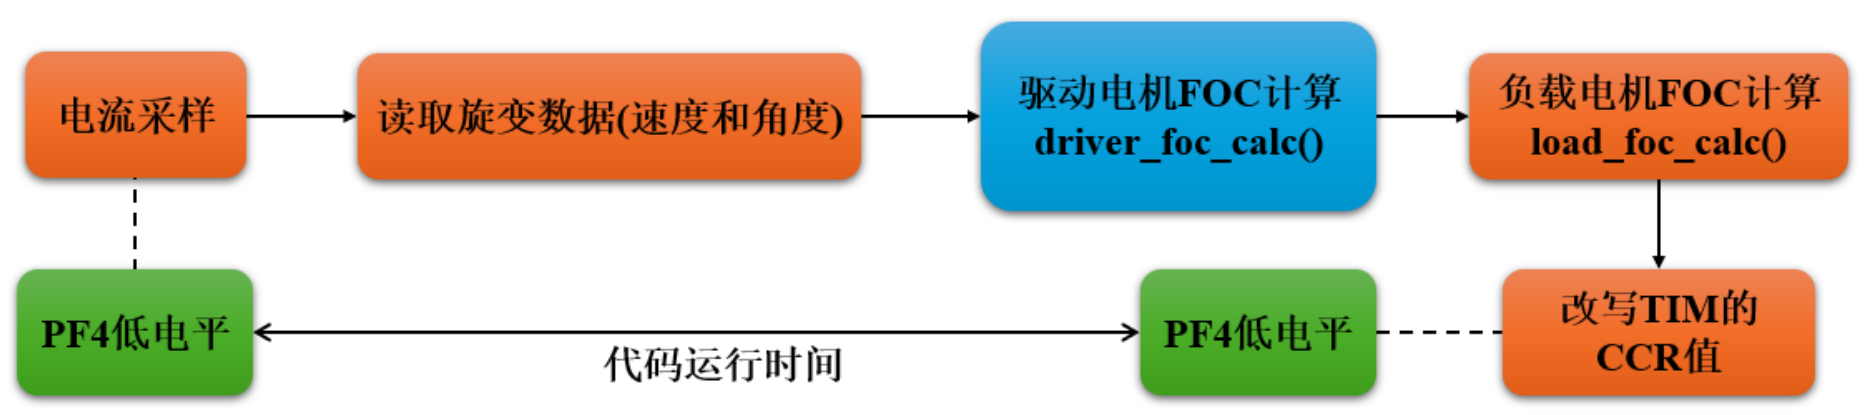 电流采样
读取旋变数据(速度和角度)
驱动电机FOC计算
driver_foc_calc()
负载电机FOC计算
load_foc_calc()
PF4低电平
代码运行时间
PF4低电平
改写TIM的
CCR值